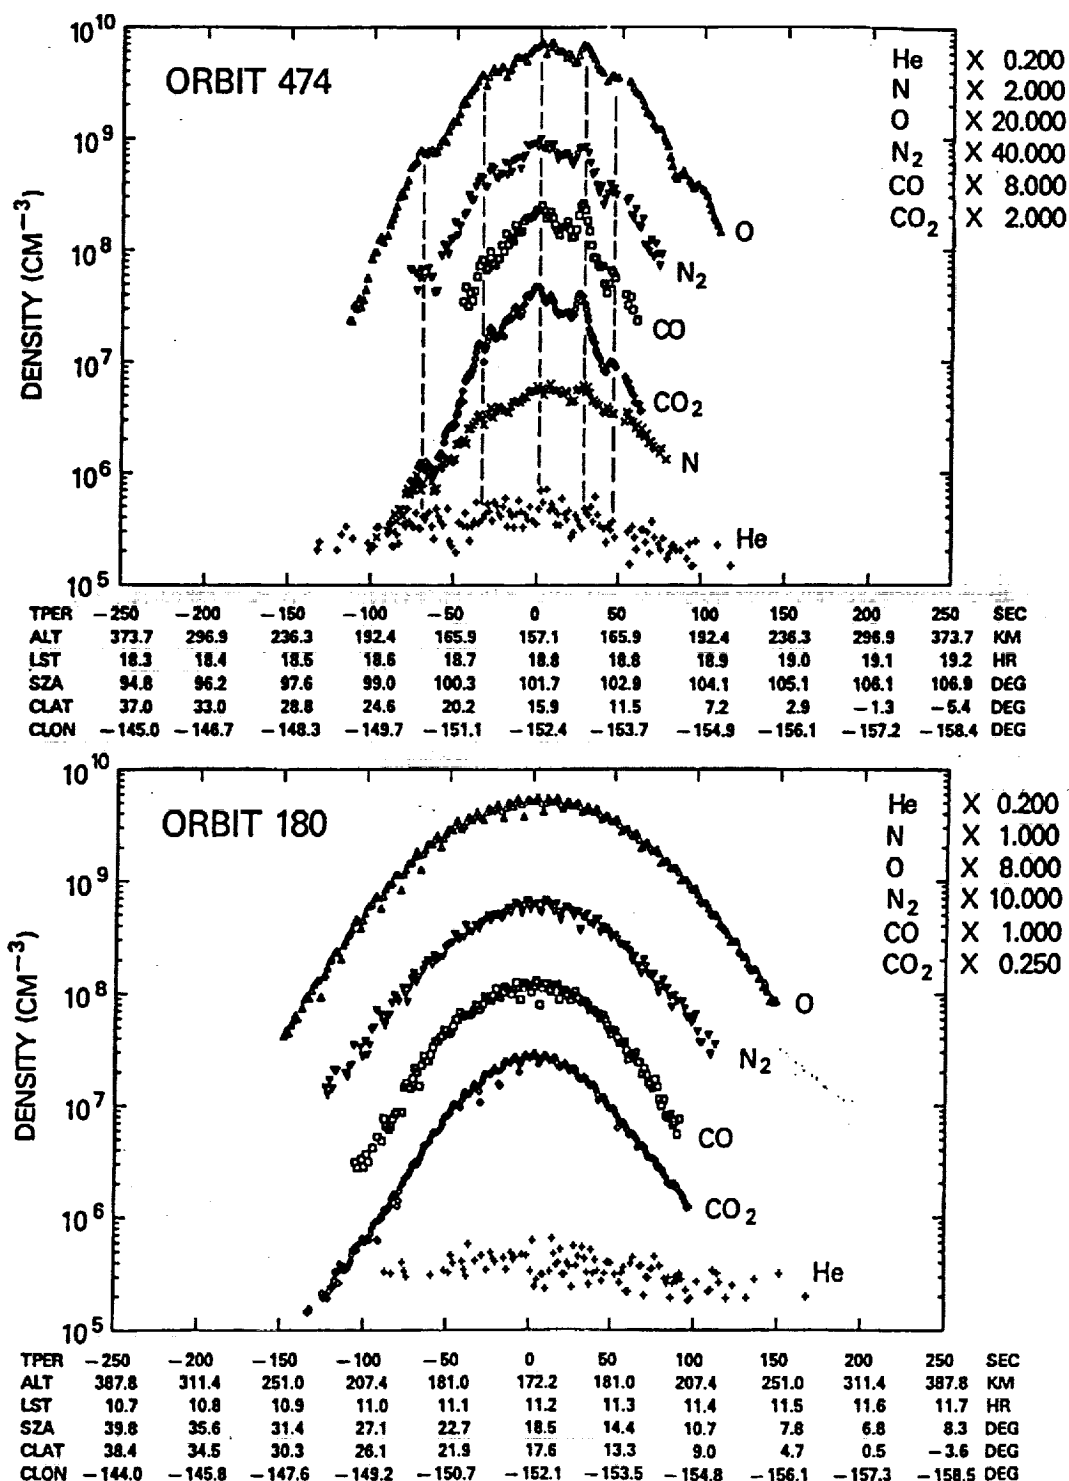 10^10
ORBIT 474
He X 0.200
N X 2.000
O X 20.000
N2 X 40.000
CO X 8.000
CO2 X 2.000
10^9
10^8
10^7
10^6
10^5
DENSITY (CM^-3)
O
N2
CO
CO2
N
He
TPER -250 -200 -150 -100 -50 0 50 100 150 200 250 SEC
ALT 373.7 296.9 236.3 192.4 165.9 157.1 165.9 192.4 236.3 296.9 373.7 KM
LST 18.3 18.4 18.5 18.6 18.7 18.8 18.8 18.9 19.0 19.1 19.2 HR
SZA 94.8 96.2 97.6 99.0 100.3 101.7 102.9 104.1 105.1 106.1 106.9 DEG
CLAT 37.0 33.0 28.8 24.6 20.2 15.9 11.5 7.2 2.9 -1.3 -5.4 DEG
CLON -145.0 -146.7 -148.3 -149.7 -151.1 -152.4 -153.7 -154.9 -156.1 -157.2 -158.4 DEG
10^10
ORBIT 180
He X 0.200
N X 1.000
O X 8.000
N2 X 10.000
CO X 1.000
CO2 X 0.250
10^9
10^8
10^7
10^6
10^5
DENSITY (CM^-3)
O
N2
CO
CO2
He
TPER -250 -200 -150 -100 -50 0 50 100 150 200 250 SEC
ALT 387.8 311.4 251.0 207.4 181.0 172.2 181.0 207.4 251.0 311.4 387.8 KM
LST 10.7 10.8 10.9 11.0 11.1 11.2 11.3 11.4 11.5 11.6 11.7 HR
SZA 39.8 35.6 31.4 27.1 22.7 18.5 14.4 10.7 7.8 6.8 8.3 DEG
CLAT 38.4 34.5 30.3 26.1 21.9 17.6 13.3 9.0 4.7 0.5 -3.6 DEG
CLON -144.0 -145.8 -147.6 -149.2 -150.7 -152.1 -153.5 -154.8 -156.1 -157.3 -158.5 DEG